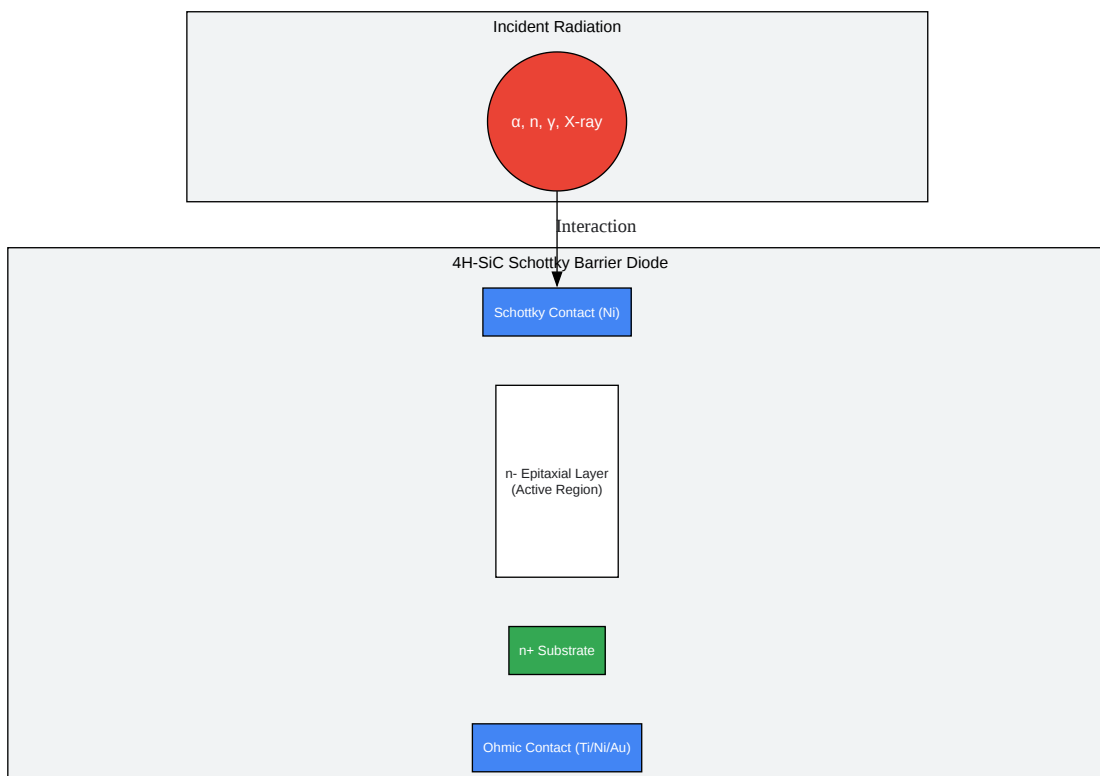 Incident Radiation
α, n, γ, X-ray
Interaction
4H-SiC Schottky Barrier Diode
Schottky Contact (Ni)
n- Epitaxial Layer
(Active Region)
n+ Substrate
Ohmic Contact (Ti/Ni/Au)